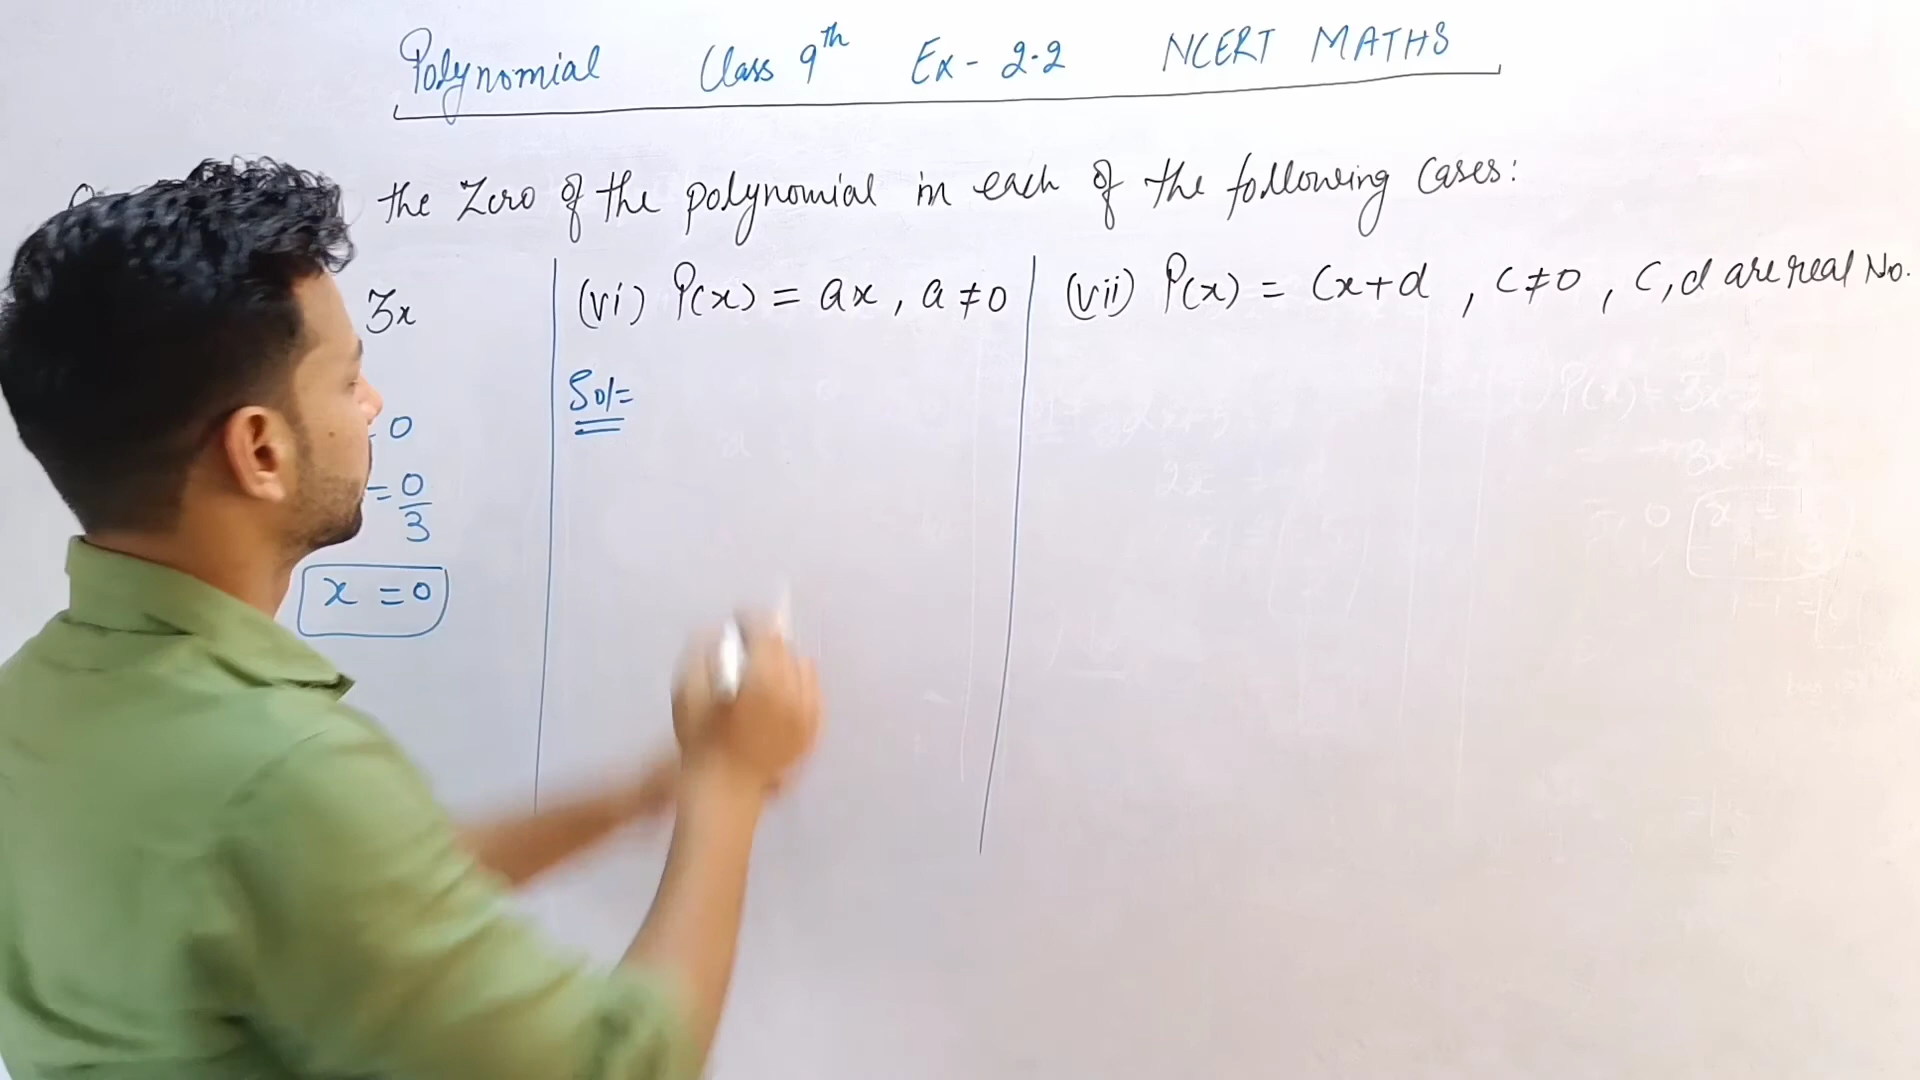 Polynomial Class 9th Ex- 2.2 NCERT MATHS
the Zero of the polynomial in each of the following Cases:
3x
= 0
= 0/3
x = 0
(vi) P(x) = ax , a ≠ 0
Sol=
(vii) P(x) = Cx+d , C ≠ 0 , C,d are real No.